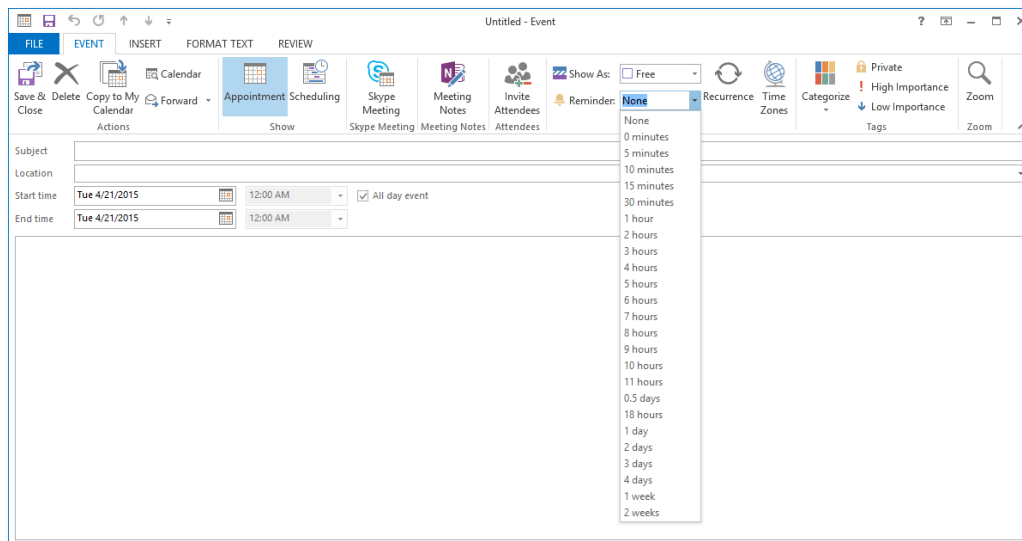 Untitled - Event
?
FILE EVENT INSERT FORMAT TEXT REVIEW
Save & Close
Delete
Copy to My Calendar
Calendar
Forward
Actions
Appointment
Scheduling
Show
Skype Meeting
Skype Meeting
Meeting Notes
Meeting Notes
Invite Attendees
Attendees
Show As: Free
Reminder: None
Recurrence
Time Zones
Categorize
Private
High Importance
Low Importance
Tags
Zoom
Zoom
None
0 minutes
5 minutes
10 minutes
15 minutes
30 minutes
1 hour
2 hours
3 hours
4 hours
5 hours
6 hours
7 hours
8 hours
9 hours
10 hours
11 hours
0.5 days
18 hours
1 day
2 days
3 days
4 days
1 week
2 weeks
Subject
Location
Start time Tue 4/21/2015 12:00 AM All day event
End time Tue 4/21/2015 12:00 AM